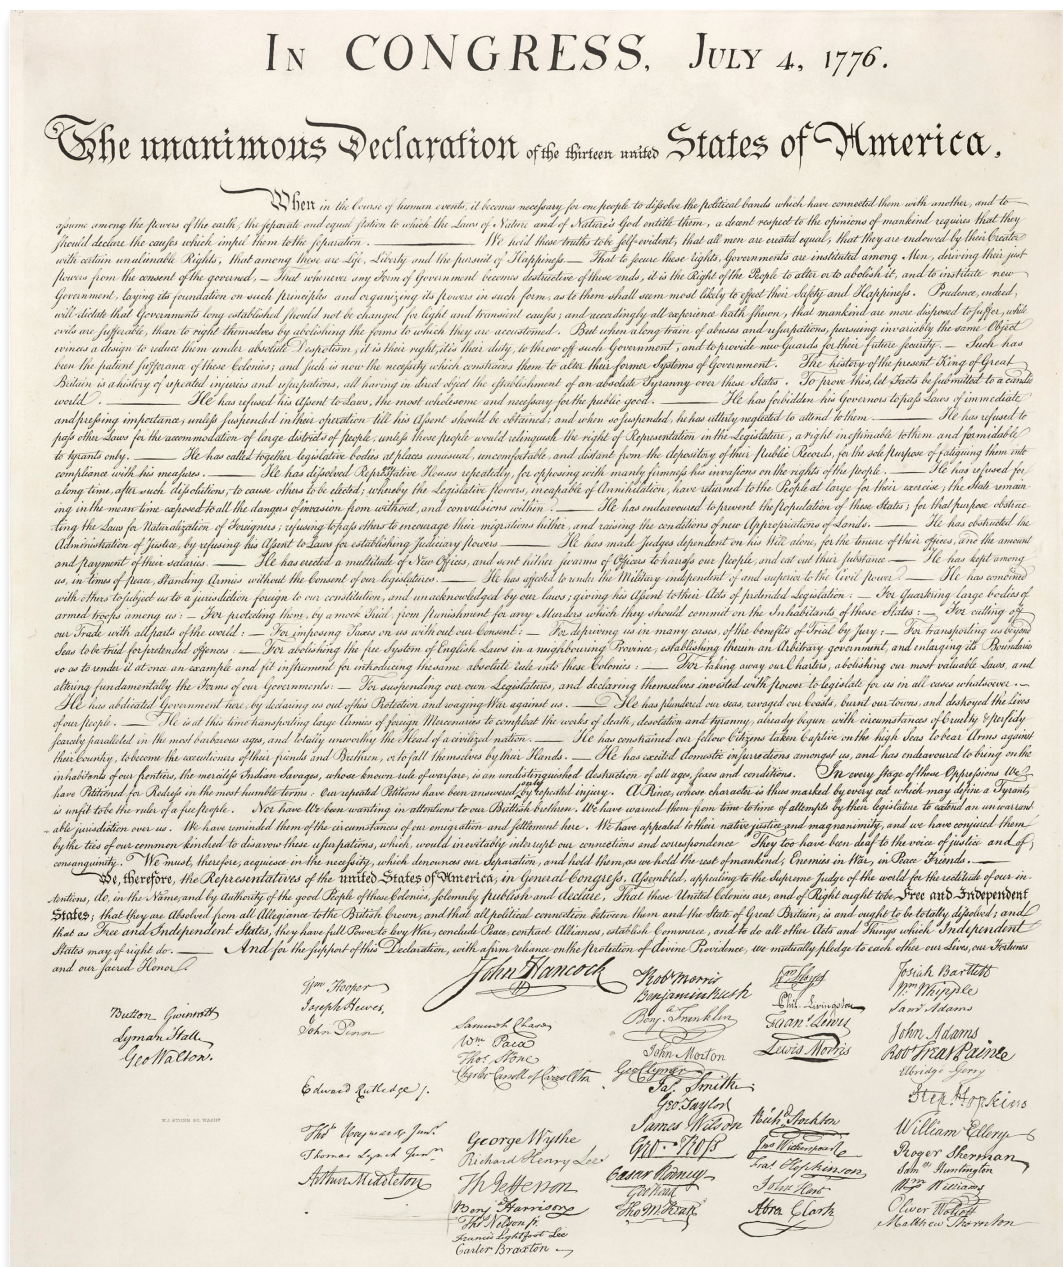 In CONGRESS, July 4, 1776.
The unanimous Declaration of the thirteen united States of America,
When in the Course of human events, it becomes necessary for one people to dissolve the political bands which have connected them with another, and to
assume among the powers of the earth, the separate and equal station to which the Laws of Nature and of Nature's God entitle them, a decent respect to the opinions of mankind requires that they
should declare the causes which impel them to the separation. — We hold these truths to be self-evident, that all men are created equal, that they are endowed by their Creator
with certain unalienable Rights, that among these are Life, Liberty and the pursuit of Happiness.— That to secure these rights, Governments are instituted among Men, deriving their just
powers from the consent of the governed, — That whenever any Form of Government becomes destructive of these ends, it is the Right of the People to alter or to abolish it, and to institute new
Government, laying its foundation on such principles and organizing its powers in such form, as to them shall seem most likely to effect their Safety and Happiness. Prudence, indeed,
will dictate that Governments long established should not be changed for light and transient causes; and accordingly all experience hath shewn, that mankind are more disposed to suffer, while
evils are sufferable, than to right themselves by abolishing the forms to which they are accustomed. But when a long train of abuses and usurpations, pursuing invariably the same Object
evinces a design to reduce them under absolute Despotism, it is their right, it is their duty, to throw off such Government, and to provide new Guards for their future security.— Such has
been the patient sufferance of these Colonies; and such is now the necessity which constrains them to alter their former Systems of Government. The history of the present King of Great
Britain is a history of repeated injuries and usurpations, all having in direct object the establishment of an absolute Tyranny over these States. To prove this, let Facts be submitted to a candid
world. — He has refused his Assent to Laws, the most wholesome and necessary for the public good. — He has forbidden his Governors to pass Laws of immediate
and pressing importance, unless suspended in their operation till his Assent should be obtained; and when so suspended, he has utterly neglected to attend to them. — He has refused to
pass other Laws for the accommodation of large districts of people, unless those people would relinquish the right of Representation in the Legislature, a right inestimable to them and formidable
to tyrants only. — He has called together legislative bodies at places unusual, uncomfortable, and distant from the depository of their Public Records, for the sole purpose of fatiguing them into
compliance with his measures. — He has dissolved Representative Houses repeatedly, for opposing with manly firmness his invasions on the rights of the people. — He has refused for
a long time, after such dissolutions, to cause others to be elected; whereby the Legislative powers, incapable of Annihilation, have returned to the People at large for their exercise; the State remain
ing in the mean time exposed to all the dangers of invasion from without, and convulsions within. — He has endeavoured to prevent the population of these States; for that purpose obstruc-
ting the Laws for Naturalization of Foreigners; refusing to pass others to encourage their migrations hither, and raising the conditions of new Appropriations of Lands. — He has obstructed the
Administration of Justice, by refusing his Assent to Laws for establishing Judiciary powers — He has made Judges dependent on his Will alone, for the tenure of their offices, and the amount
and payment of their salaries. — He has erected a multitude of New Offices, and sent hither swarms of Officers to harrass our People, and eat out their substance.— He has kept among
us, in times of peace, Standing Armies without the Consent of our legislatures. — He has affected to render the Military independent of and superior to the Civil power. — He has combined
with others to subject us to a jurisdiction foreign to our constitution, and unacknowledged by our laws; giving his Assent to their Acts of pretended Legislation: — For Quartering large bodies of
armed troops among us: — For protecting them, by a mock Trial, from punishment for any Murders which they should commit on the Inhabitants of these States: — For cutting off
our Trade with all parts of the world: — For imposing Taxes on us without our Consent: — For depriving us in many cases, of the benefits of Trial by Jury: — For transporting us beyond
Seas to be tried for pretended offences: — For abolishing the free System of English Laws in a neighbouring Province, establishing therein an Arbitrary government, and enlarging its Boundaries
so as to render it at once an example and fit instrument for introducing the same absolute rule into these Colonies: — For taking away our Charters, abolishing our most valuable Laws, and
altering fundamentally the Forms of our Governments: — For suspending our own Legislatures, and declaring themselves invested with power to legislate for us in all cases whatsoever.—
He has abdicated Government here, by declaring us out of his Protection and waging War against us. — He has plundered our seas, ravaged our Coasts, burnt our towns, and destroyed the lives
of our people. — He is at this time transporting large Armies of foreign Mercenaries to compleat the works of death, desolation and tyranny, already begun with circumstances of Cruelty & perfidy
scarcely paralleled in the most barbarous ages, and totally unworthy the Head of a civilized nation. — He has constrained our fellow Citizens taken Captive on the high Seas to bear Arms against
their Country, to become the executioners of their friends and Brethren, or to fall themselves by their Hands. — He has excited domestic insurrections amongst us, and has endeavoured to bring on the
inhabitants of our frontiers, the merciless Indian Savages, whose known rule of warfare, is an undistinguished destruction of all ages, sexes and conditions. In every stage of these Oppressions We
have Petitioned for Redress in the most humble terms: Our repeated Petitions have been answered only by repeated injury. A Prince, whose character is thus marked by every act which may define a Tyrant,
is unfit to be the ruler of a free people. Nor have We been wanting in attentions to our Brittish brethren. We have warned them from time to time of attempts by their legislature to extend an unwarrant
able jurisdiction over us. We have reminded them of the circumstances of our emigration and settlement here. We have appealed to their native justice and magnanimity, and we have conjured them
by the ties of our common kindred to disavow these usurpations, which, would inevitably interrupt our connections and correspondence They too have been deaf to the voice of justice and of
consanguinity. We must, therefore, acquiesce in the necessity, which denounces our Separation, and hold them, as we hold the rest of mankind, Enemies in War, in Peace Friends.—
We, therefore, the Representatives of the united States of America, in General Congress, Assembled, appealing to the Supreme Judge of the world for the rectitude of our in-
tentions, do, in the Name, and by Authority of the good People of these Colonies, solemnly publish and declare, That these United Colonies are, and of Right ought to be Free and Independent
States; that they are Absolved from all Allegiance to the British Crown, and that all political connection between them and the State of Great Britain, is and ought to be totally dissolved; and
that as Free and Independent States, they have full Power to levy War, conclude Peace, contract Alliances, establish Commerce, and to do all other Acts and Things which Independent
States may of right do. — And for the support of this Declaration, with a firm reliance on the protection of divine Providence, we mutually pledge to each other our Lives, our Fortunes
and our sacred Honor.
Button Gwinnett
Lyman Hall
Geo Walton.
W. J. STONE SC. WASHN
Wm Hooper
Joseph Hewes,
John Penn
Edward Rutledge /.
Thos Heyward Junr.
Thomas Lynch Junr.
Arthur Middleton
John Hancock
Samuel Chase
Wm Paca
Thos Stone
Charles Carroll of Carrollton
George Wythe
Richard Henry Lee
Th Jefferson
Benj Harrison
Thos Nelson jr.
Francis Lightfoot Lee
Carter Braxton
Robt Morris
Benjamin Rush
Benj. Franklin
John Morton
Geo Clymer
Jas. Smith
Geo. Taylor
James Wilson
Geo. Ross
Caesar Rodney
Geo Read
Tho M:Kean
Wm Floyd
Phil. Livingston
Frans. Lewis
Lewis Morris
Richd. Stockton
Jno Witherspoon
Fras. Hopkinson
John Hart
Abra Clark
Josiah Bartlett
Wm. Whipple
Saml Adams
John Adams
Robt Treat Paine
Elbridge Gerry
Step. Hopkins
William Ellery
Roger Sherman
Samel Huntington
Wm. Williams
Oliver Wolcott
Matthew Thornton